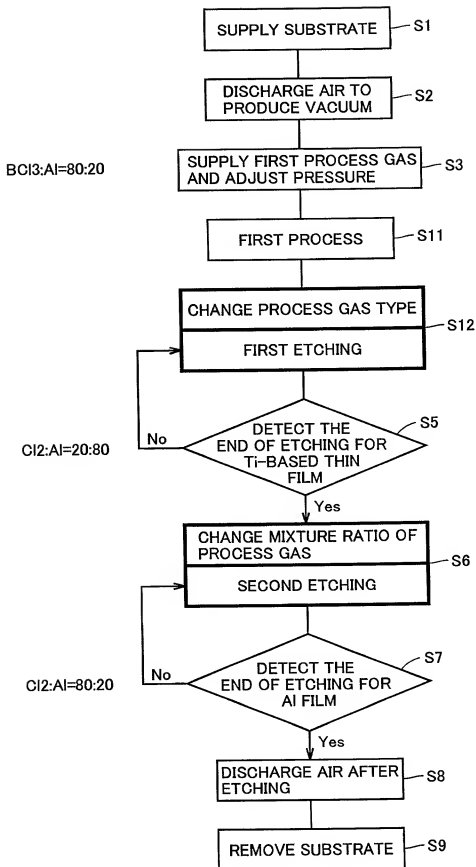 SUPPLY SUBSTRATE
S1
DISCHARGE AIR TO
PRODUCE VACUUM
S2
BCl3:Al=80:20
SUPPLY FIRST PROCESS GAS
AND ADJUST PRESSURE
S3
FIRST PROCESS
S11
CHANGE PROCESS GAS TYPE
S12
FIRST ETCHING
S5
DETECT THE
END OF ETCHING FOR
Ti-BASED THIN
FILM
No
Cl2:Al=20:80
Yes
CHANGE MIXTURE RATIO OF
PROCESS GAS
S6
SECOND ETCHING
S7
DETECT THE
END OF ETCHING FOR
Al FILM
No
Cl2:Al=80:20
Yes
S8
DISCHARGE AIR AFTER
ETCHING
S9
REMOVE SUBSTRATE